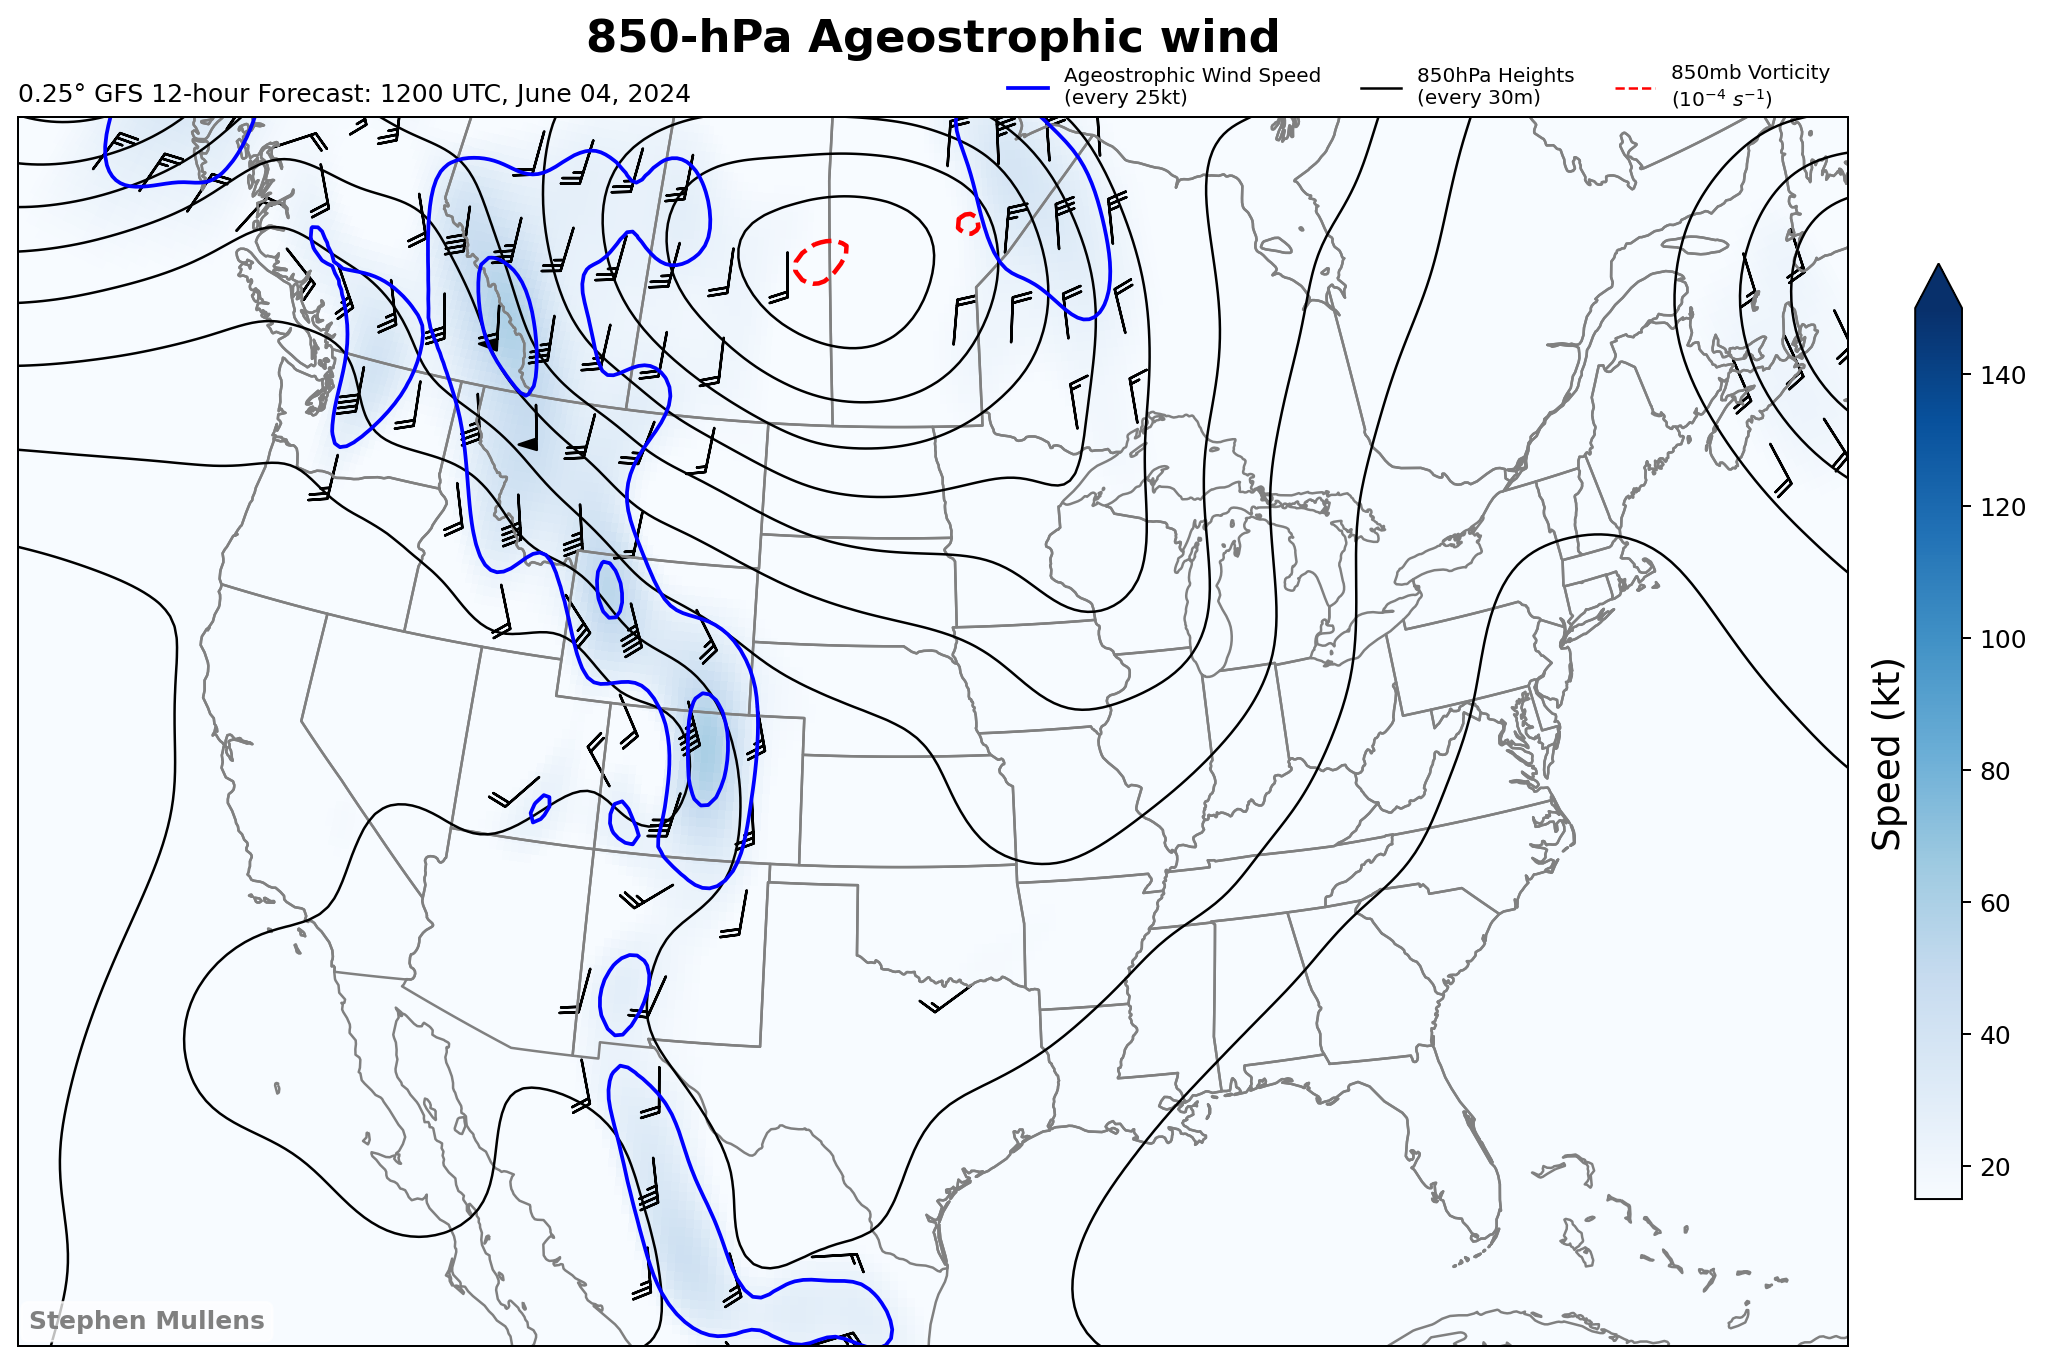 850-hPa Ageostrophic wind
0.25° GFS 12-hour Forecast: 1200 UTC, June 04, 2024
Ageostrophic Wind Speed
(every 25kt)
850hPa Heights
(every 30m)
850mb Vorticity
(10⁻⁴ s⁻¹)
140
120
100
80
60
40
20
Speed (kt)
Stephen Mullens